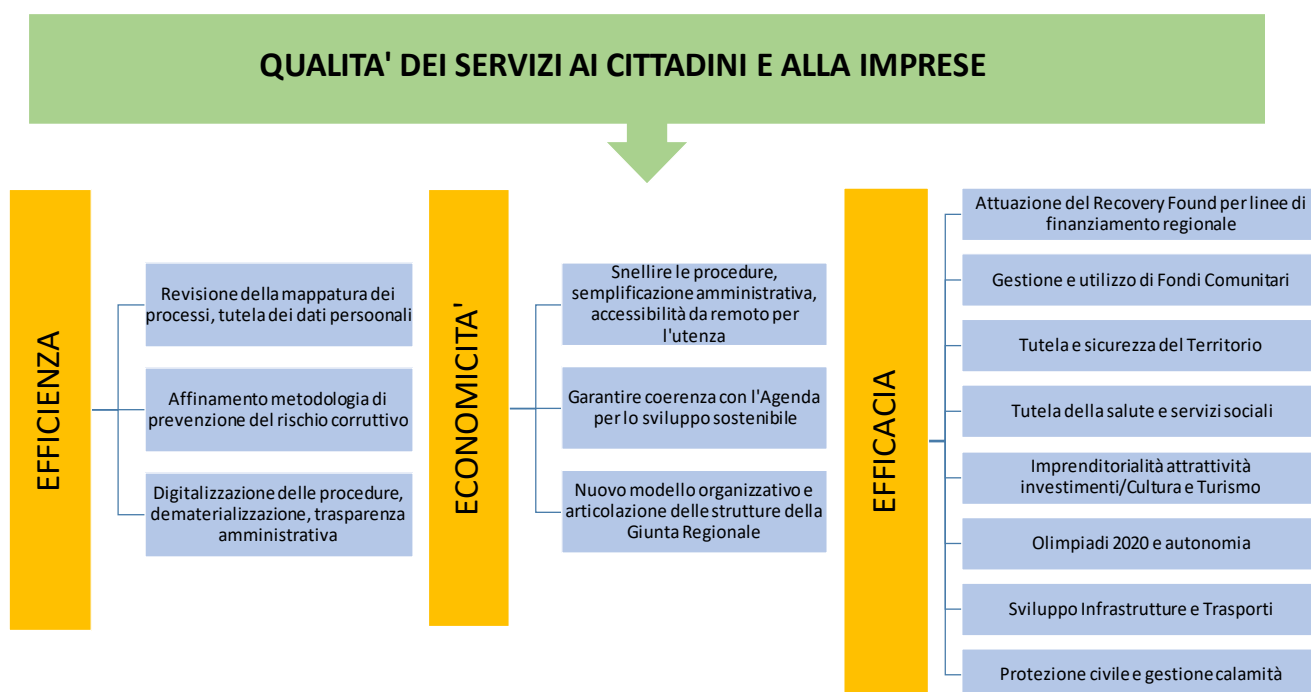 QUALITA' DEI SERVIZI AI CITTADINI E ALLA IMPRESE
EFFICIENZA
Revisione della mappatura dei
processi, tutela dei dati persoonali
Affinamento metodologia di
prevenzione del rischio corruttivo
Digitalizzazione delle procedure,
dematerializzazione, trasparenza
amministrativa
ECONOMICITA'
Snellire le procedure,
semplificazione amministrativa,
accessibilità da remoto per
l'utenza
Garantire coerenza con l'Agenda
per lo sviluppo sostenibile
Nuovo modello organizzativo e
articolazione delle strutture della
Giunta Regionale
EFFICACIA
Attuazione del Recovery Found per linee di
finanziamento regionale
Gestione e utilizzo di Fondi Comunitari
Tutela e sicurezza del Territorio
Tutela della salute e servizi sociali
Imprenditorialità attrattività
investimenti/Cultura e Turismo
Olimpiadi 2020 e autonomia
Sviluppo Infrastrutture e Trasporti
Protezione civile e gestione calamità